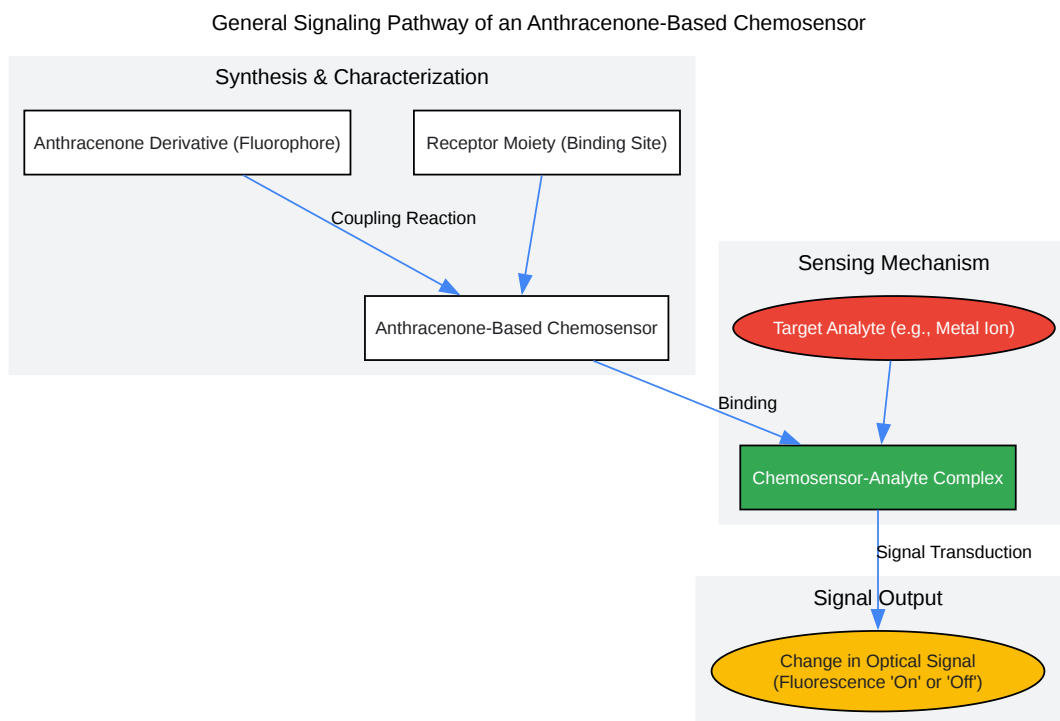 General Signaling Pathway of an Anthracenone-Based Chemosensor
Synthesis & Characterization
Anthracenone Derivative (Fluorophore)
Receptor Moiety (Binding Site)
Coupling Reaction
Anthracenone-Based Chemosensor
Sensing Mechanism
Target Analyte (e.g., Metal Ion)
Binding
Chemosensor-Analyte Complex
Signal Transduction
Signal Output
Change in Optical Signal
(Fluorescence 'On' or 'Off')